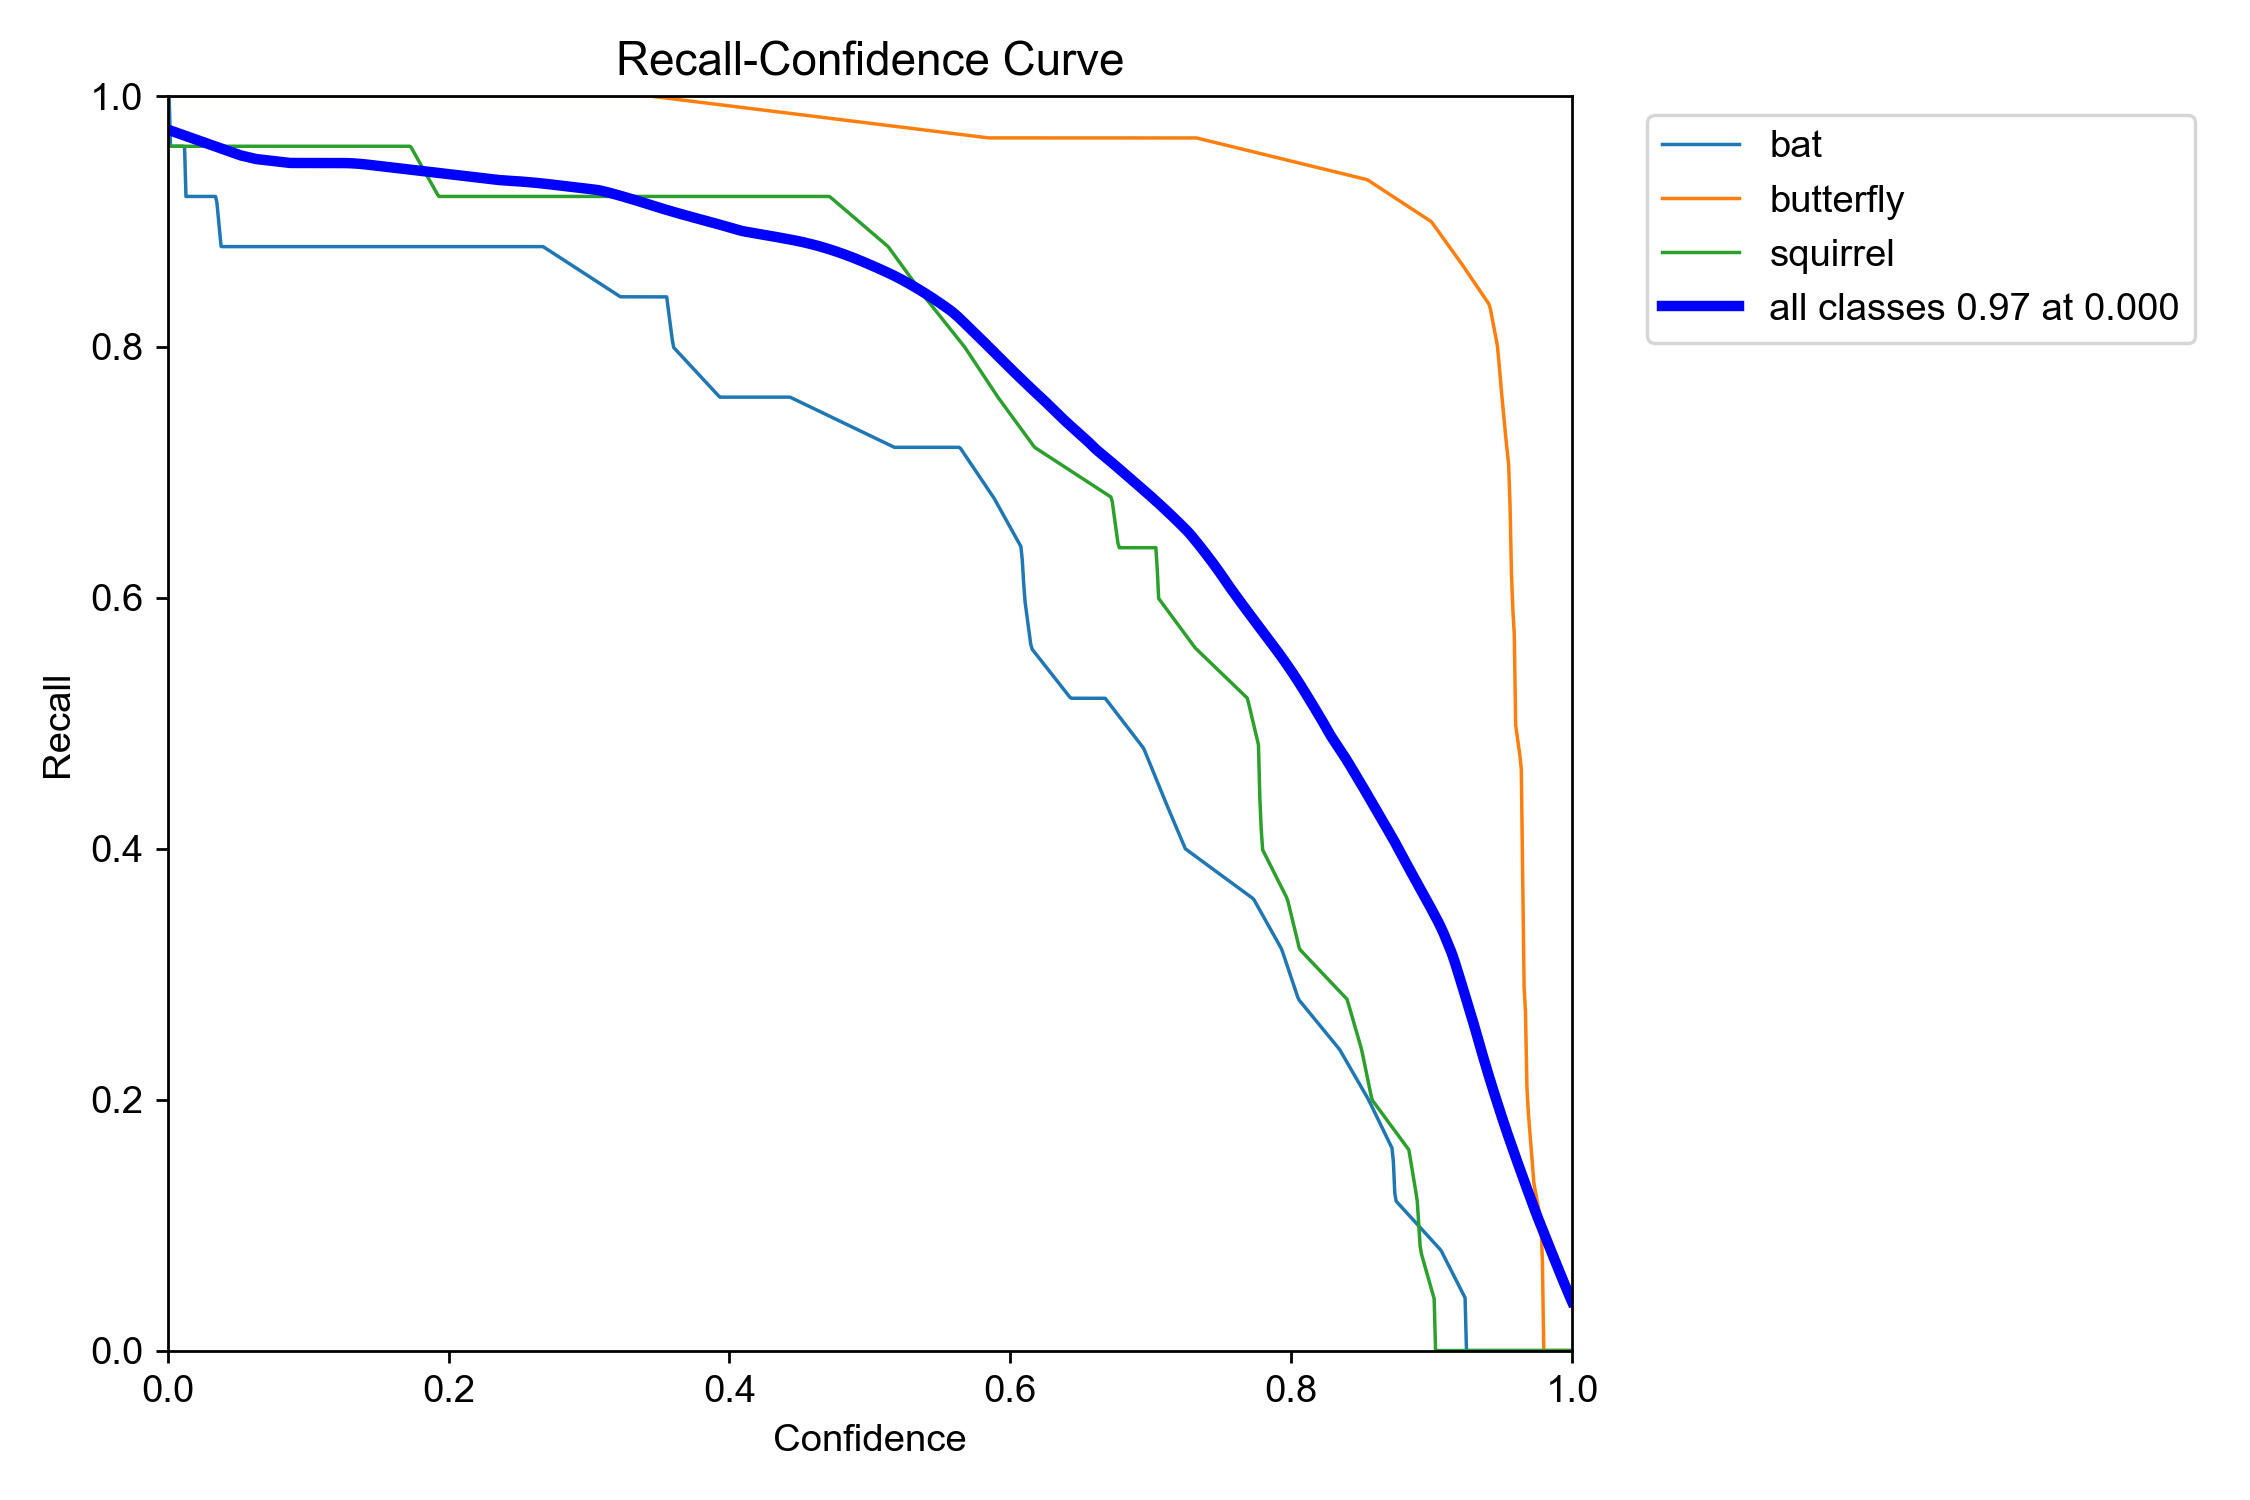 Recall-Confidence Curve
1.0
0.8
0.6
0.4
0.2
0.0
Recall
0.0 0.2 0.4 0.6 0.8 1.0
Confidence
bat
butterfly
squirrel
all classes 0.97 at 0.000